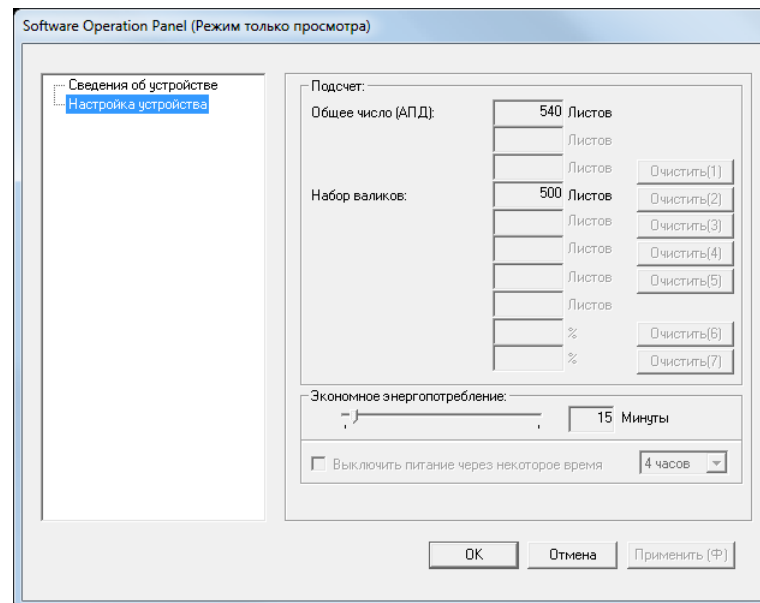 Software Operation Panel (Режим только просмотра)
Сведения об устройстве
Настройка устройства
Подсчет:
Общее число (АПД): 540 Листов
Листов
Листов Очистить(1)
Набор валиков: 500 Листов Очистить(2)
Листов Очистить(3)
Листов Очистить(4)
Листов Очистить(5)
Листов
% Очистить(6)
% Очистить(7)
Экономное энергопотребление:
15 Минуты
Выключить питание через некоторое время 4 часов
OK Отмена Применить (Ф)